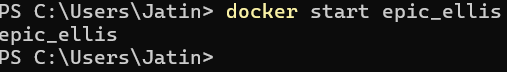 PS C:\Users\Jatin> docker start epic_ellis
epic_ellis
PS C:\Users\Jatin>